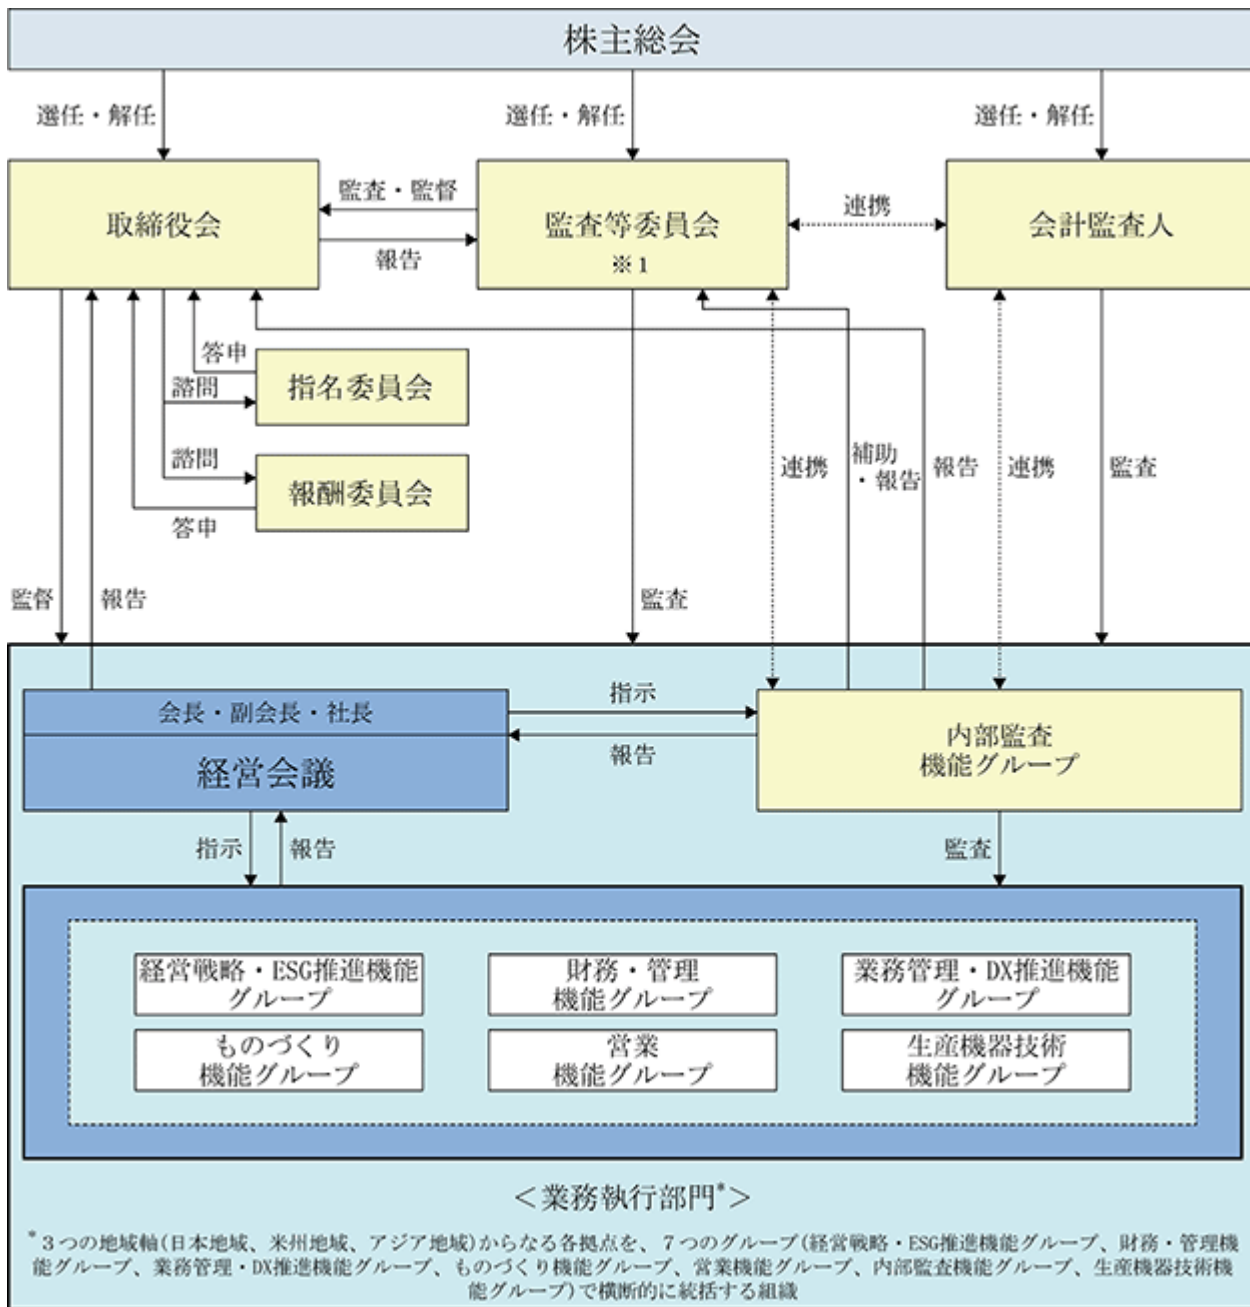 株主総会
選任・解任
選任・解任
選任・解任
取締役会
監査・監督
報告
監査等委員会
※1
連携
会計監査人
答申
諮問
指名委員会
諮問
報酬委員会
答申
監督
報告
監査
連携
補助
・報告
報告
連携
監査
会長・副会長・社長
経営会議
指示
報告
内部監査
機能グループ
指示
報告
監査
経営戦略・ESG推進機能
グループ
財務・管理
機能グループ
業務管理・DX推進機能
グループ
ものづくり
機能グループ
営業
機能グループ
生産機器技術
機能グループ
＜業務執行部門*＞
*３つの地域軸(日本地域、米州地域、アジア地域)からなる各拠点を、７つのグループ(経営戦略・ESG推進機能グループ、財務・管理機
能グループ、業務管理・DX推進機能グループ、ものづくり機能グループ、営業機能グループ、内部監査機能グループ、生産機器技術機
能グループ)で横断的に統括する組織